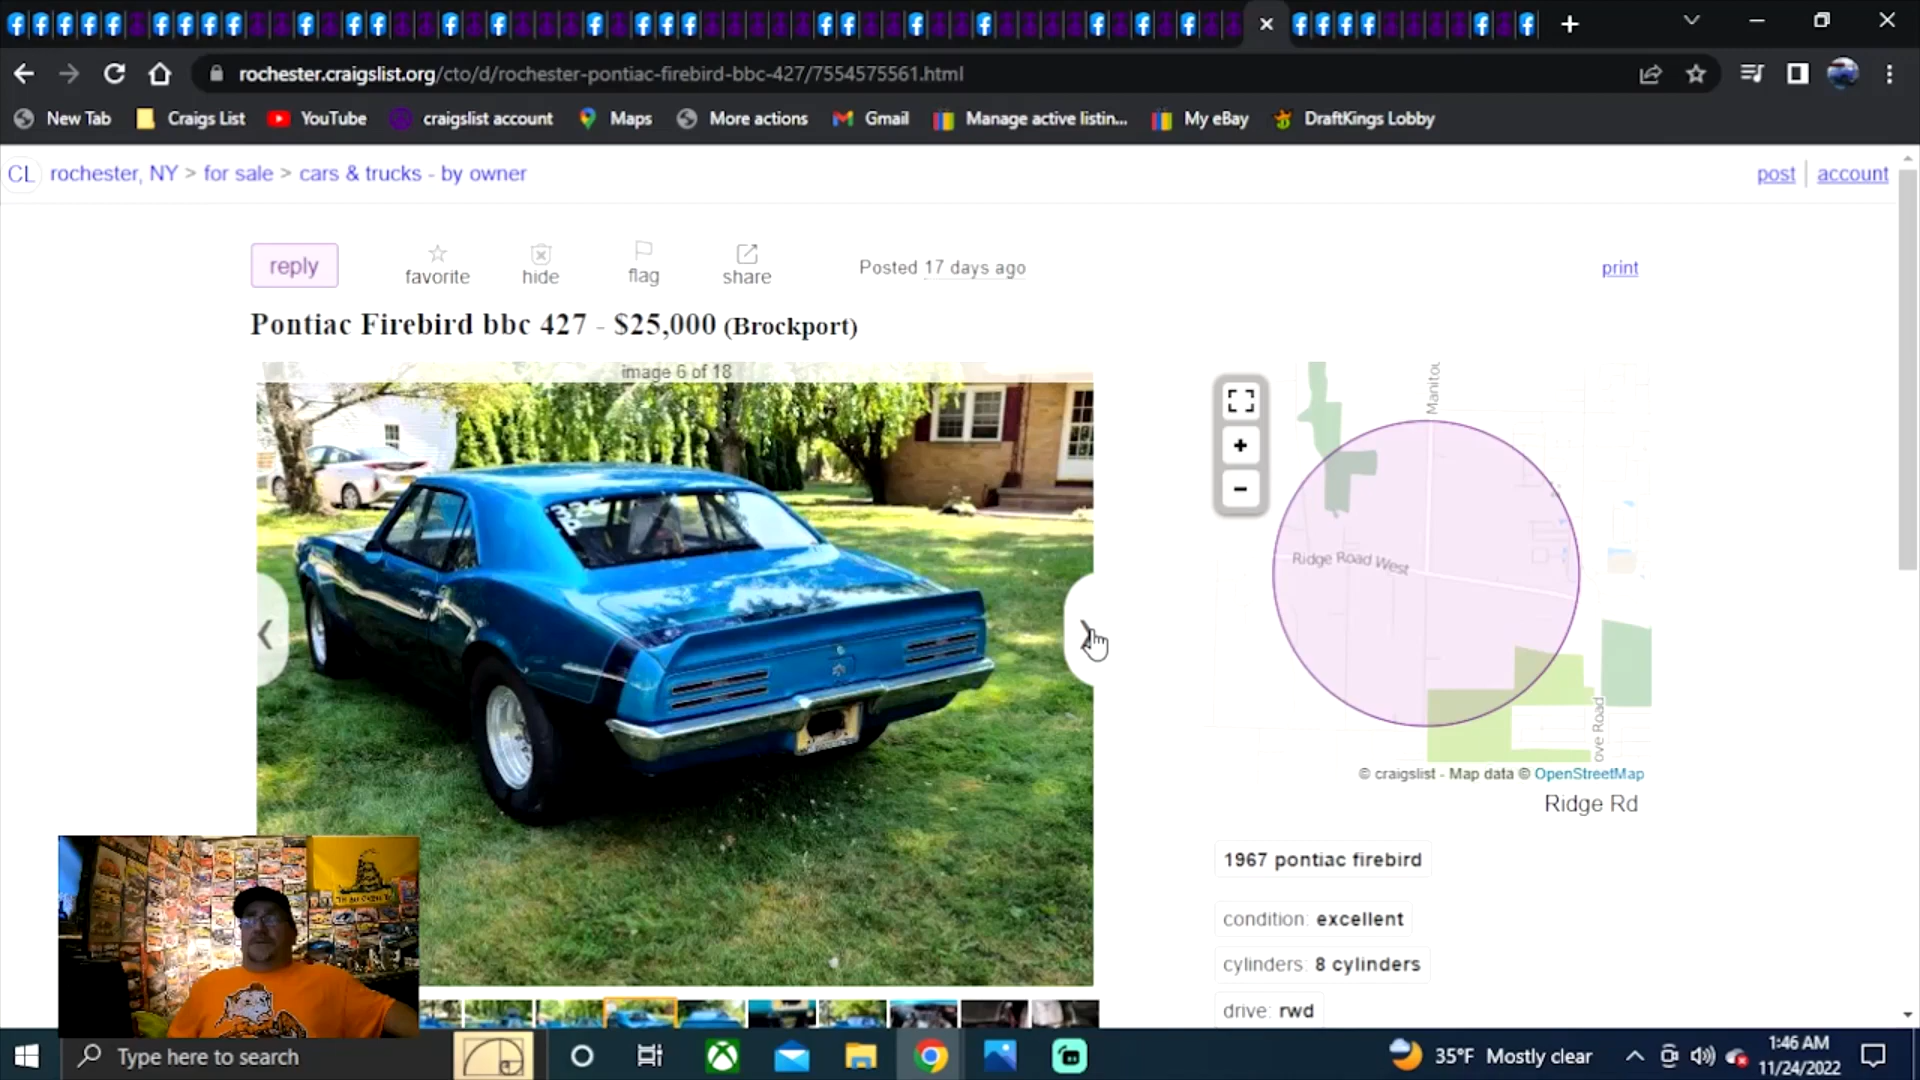 rochester.craigslist.org/cto/d/rochester-pontiac-firebird-bbc-427/7554575561.html
New Tab
Craigs List
YouTube
craigslist account
Maps
More actions
Gmail
Manage active listin...
My eBay
DraftKings Lobby
CL rochester, NY > for sale > cars & trucks - by owner
post
account
reply
favorite
hide
flag
share
Posted 17 days ago
print
Pontiac Firebird bbc 427 - $25,000 (Brockport)
image 6 of 18
Manitou
Ridge Road West
ove Road
© craigslist - Map data © OpenStreetMap
Ridge Rd
1967 pontiac firebird
condition: excellent
cylinders: 8 cylinders
drive: rwd
Type here to search
35°F Mostly clear
1:46 AM
11/24/2022